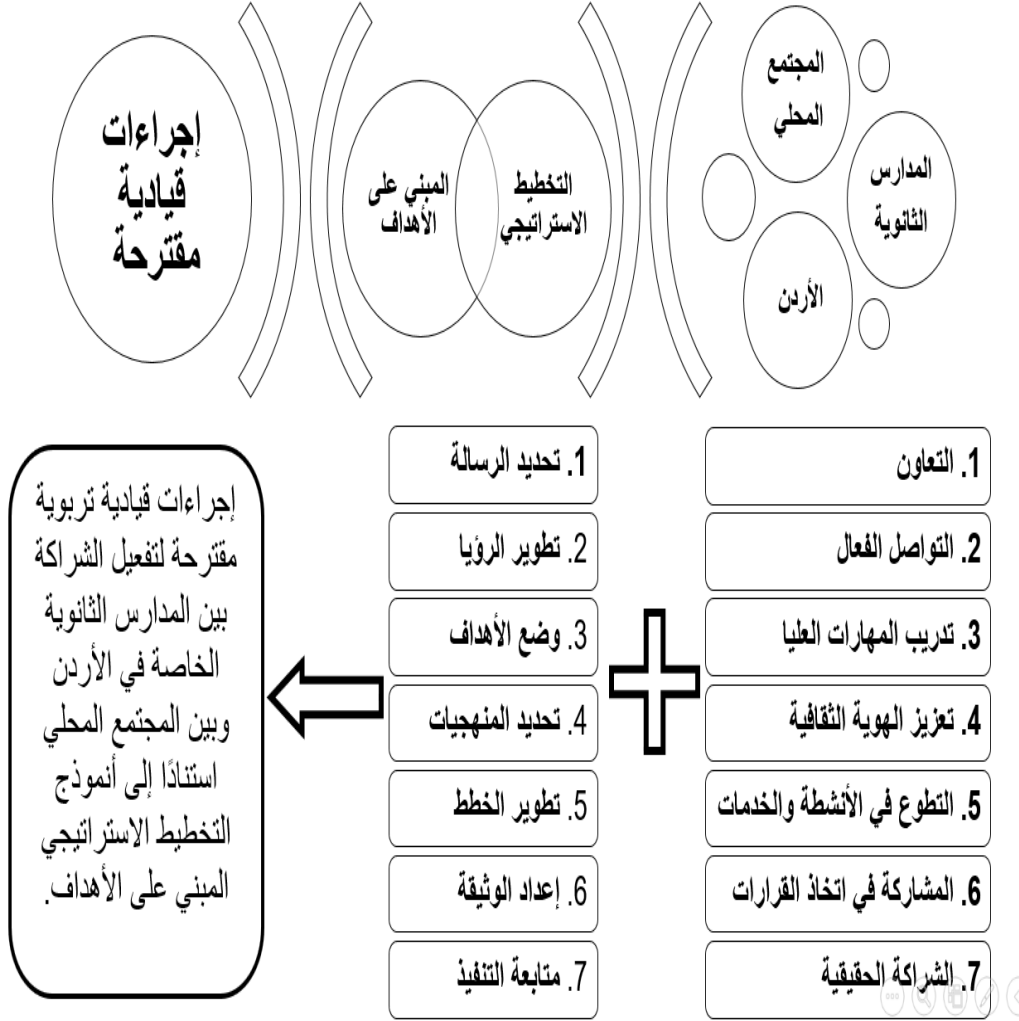 المجتمع
المحلي
المدارس
الثانوية
الأردن
التخطيط
الاستراتيجي
المبني على
الأهداف
إجراءات
قيادية
مقترحة
1. التعاون
2. التواصل الفعال
3. تدريب المهارات العليا
4. تعزيز الهوية الثقافية
5. التطوع في الأنشطة والخدمات
6. المشاركة في اتخاذ القرارات
7. الشراكة الحقيقية
1. تحديد الرسالة
2. تطوير الرؤيا
3. وضع الأهداف
4. تحديد المنهجيات
5. تطوير الخطط
6. إعداد الوثيقة
7. متابعة التنفيذ
إجراءات قيادية تربوية
مقترحة لتفعيل الشراكة
بين المدارس الثانوية
الخاصة في الأردن
وبين المجتمع المحلي
استنادًا إلى أنموذج
التخطيط الاستراتيجي
المبني على الأهداف.